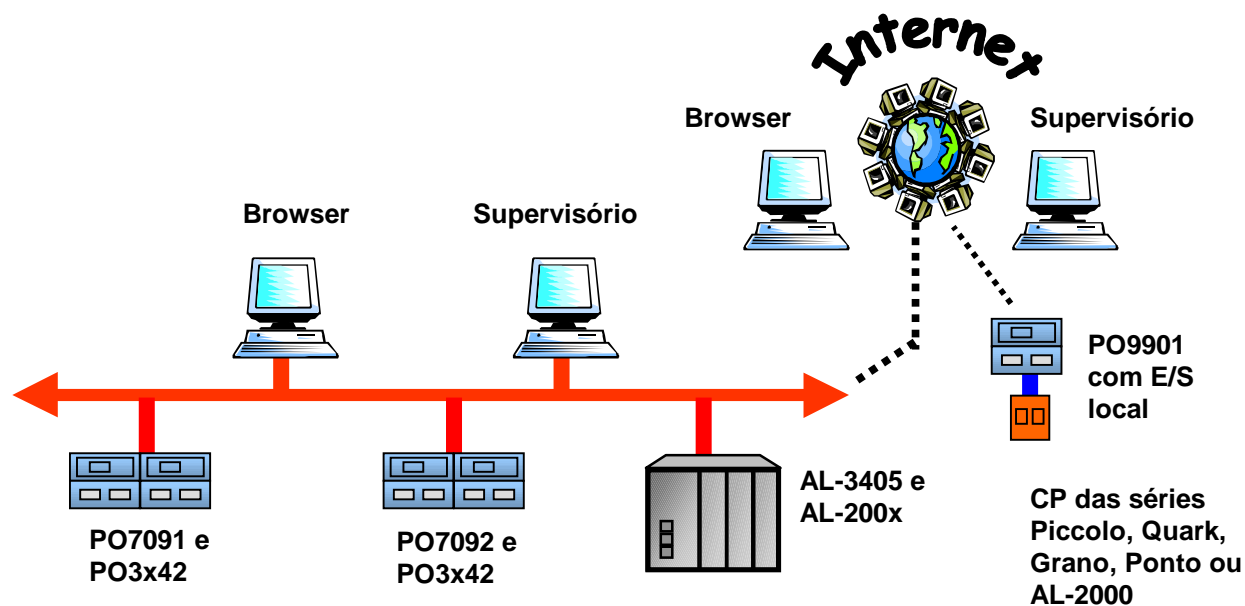 Internet
Browser
Supervisório
Browser
Supervisório
PO9901
com E/S
local
AL-3405 e
AL-200x
PO7091 e
PO3x42
PO7092 e
PO3x42
CP das séries
Piccolo, Quark,
Grano, Ponto ou
AL-2000